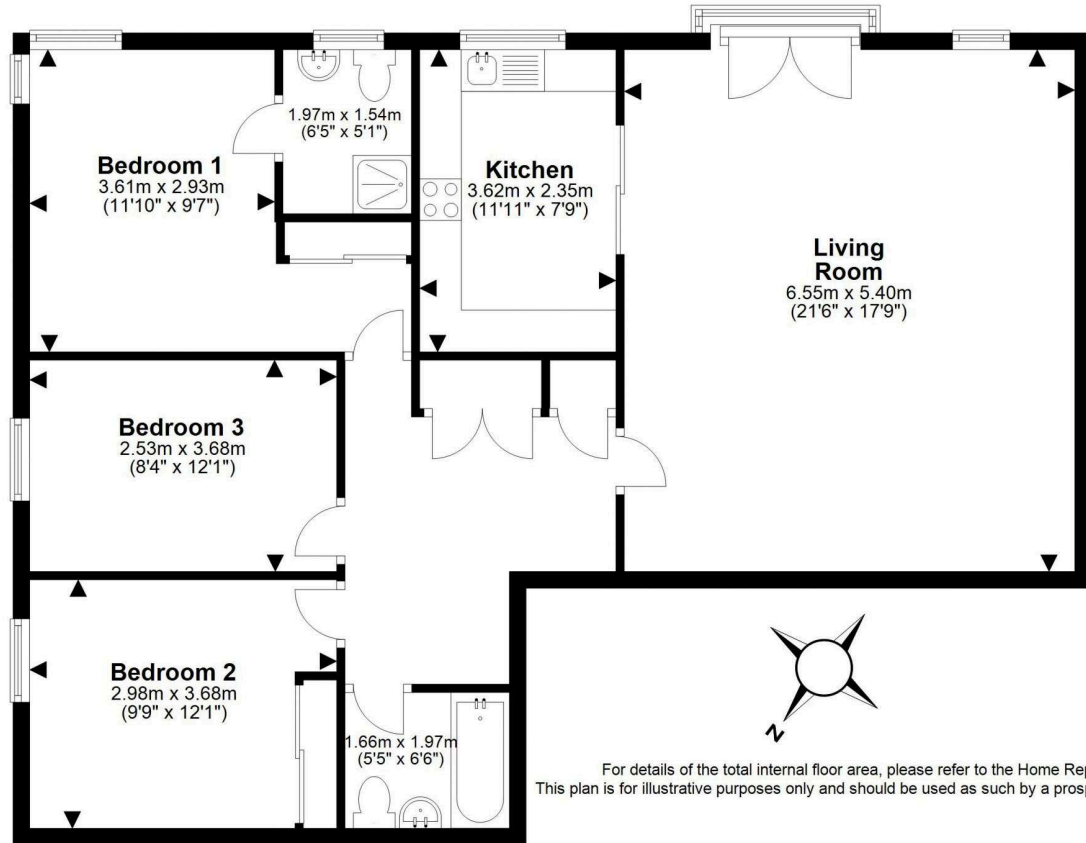 Bedroom 1
3.61m x 2.93m
(11'10" x 9'7")
1.97m x 1.54m
(6'5" x 5'1")
Kitchen
3.62m x 2.35m
(11'11" x 7'9")
Living
Room
6.55m x 5.40m
(21'6" x 17'9")
Bedroom 3
2.53m x 3.68m
(8'4" x 12'1")
Bedroom 2
2.98m x 3.68m
(9'9" x 12'1")
1.66m x 1.97m
(5'5" x 6'6")
N
For details of the total internal floor area, please refer to the Home Rep
This plan is for illustrative purposes only and should be used as such by a prosp